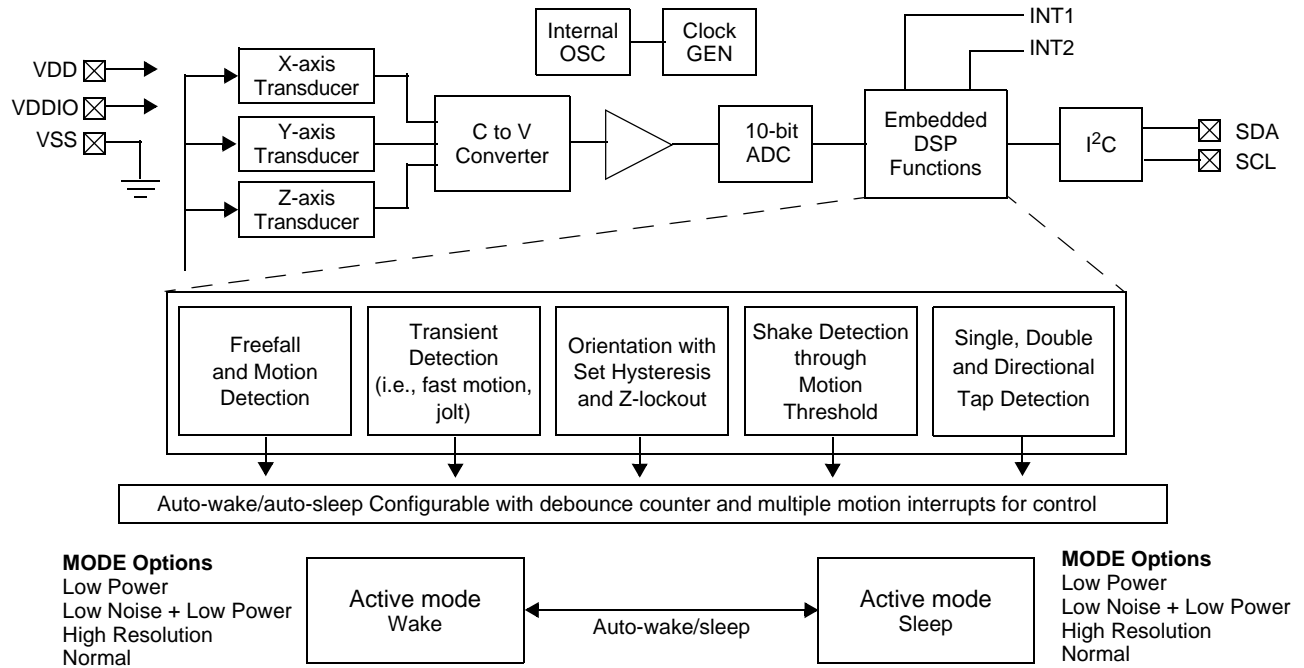 INT1
Internal
OSC
Clock
GEN
INT2
VDD
VDDIO
VSS
X-axis
Transducer
Y-axis
Transducer
Z-axis
Transducer
C to V
Converter
10-bit
ADC
Embedded
DSP
Functions
I²C
SDA
SCL
Freefall
and Motion
Detection
Transient
Detection
(i.e., fast motion,
jolt)
Orientation with
Set Hysteresis
and Z-lockout
Shake Detection
through
Motion
Threshold
Single, Double
and Directional
Tap Detection
Auto-wake/auto-sleep Configurable with debounce counter and multiple motion interrupts for control
MODE Options
Low Power
Low Noise + Low Power
High Resolution
Normal
Active mode
Wake
Auto-wake/sleep
Active mode
Sleep
MODE Options
Low Power
Low Noise + Low Power
High Resolution
Normal